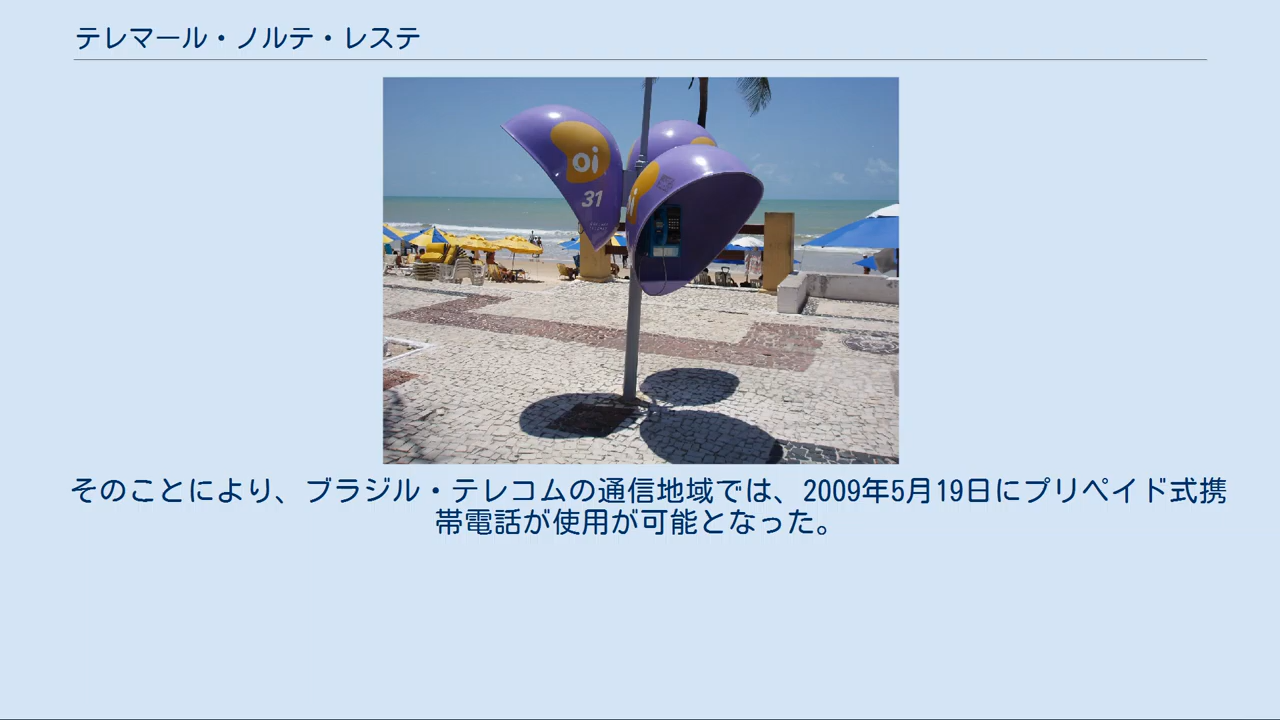 テレマール・ノルテ・レステ
oi
31
そのことにより、ブラジル・テレコムの通信地域では、2009年5月19日にプリペイド式携
帯電話が使用が可能となった。